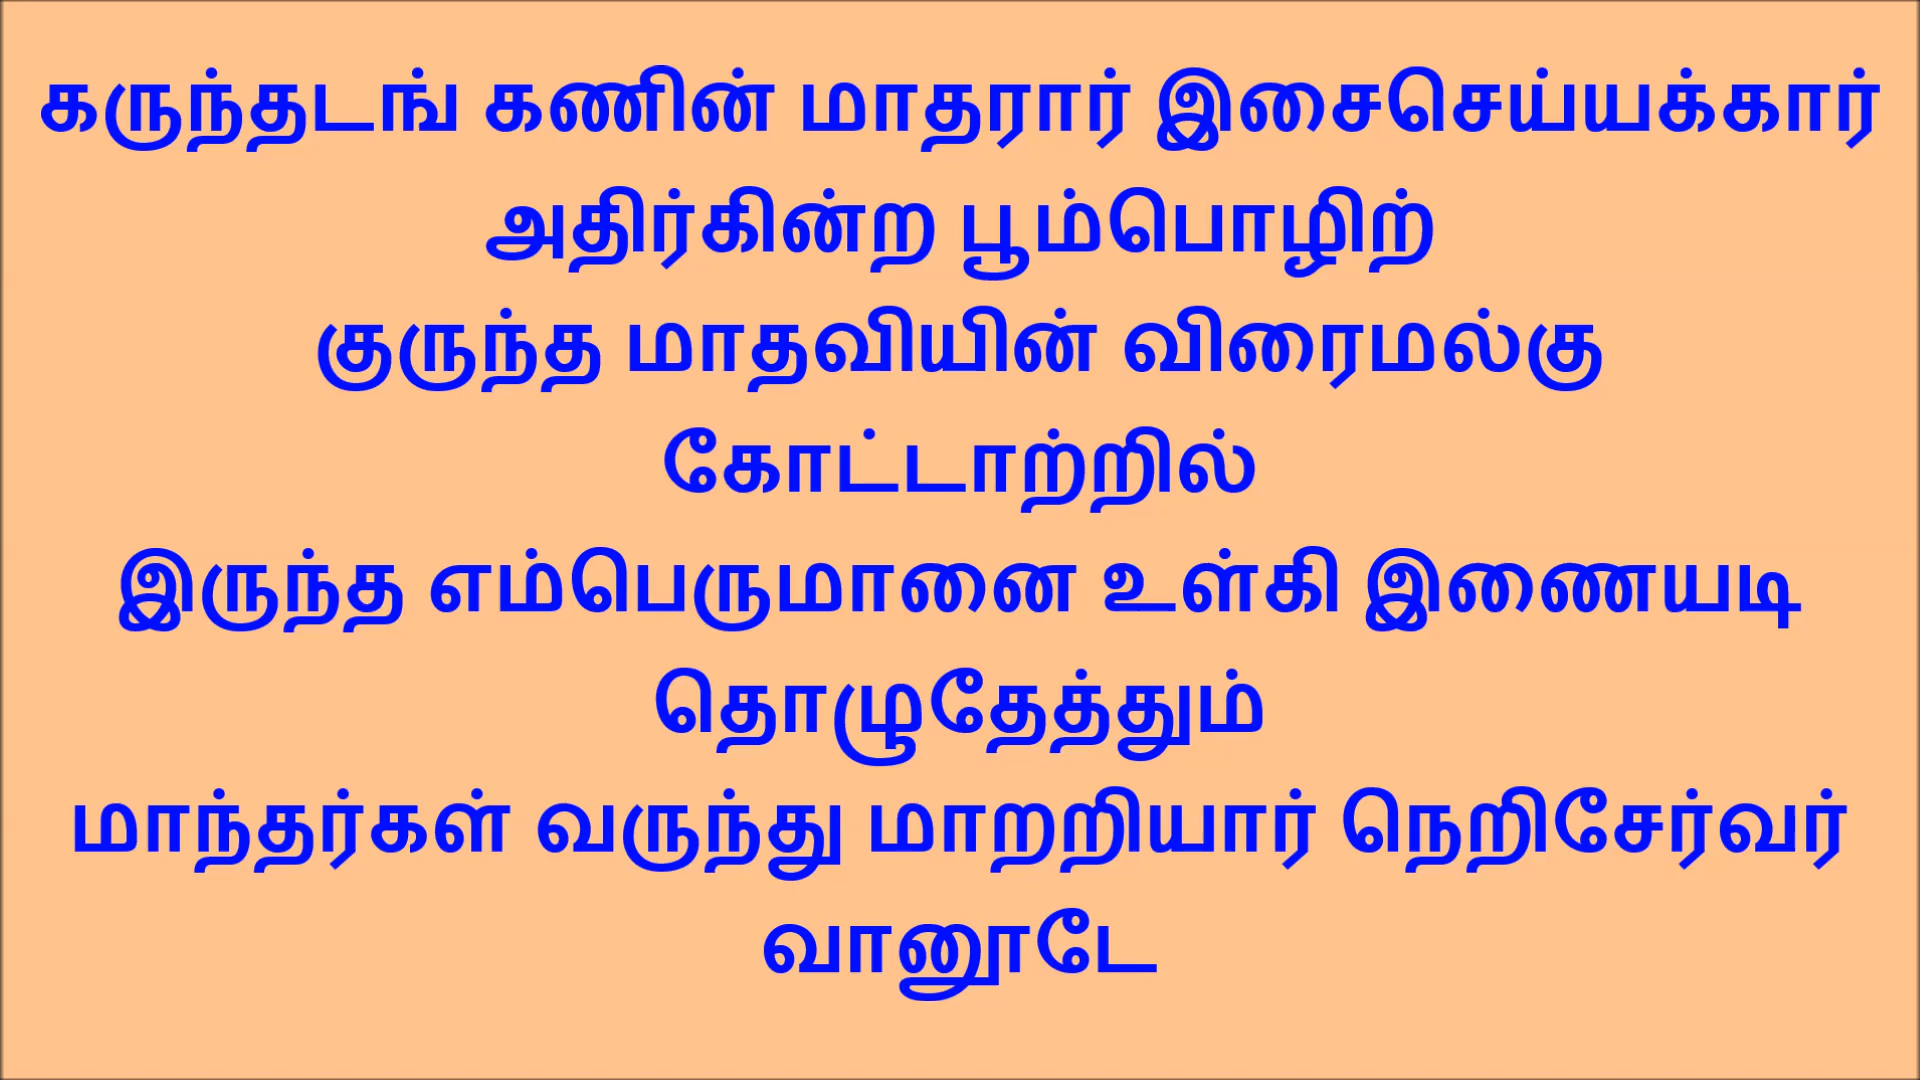 கருந்தடங் கணின் மாதரார் இசைசெய்யக்கார்
அதிர்கின்ற பூம்பொழிற்
குருந்த மாதவியின் விரைமல்கு
கோட்டாற்றில்
இருந்த எம்பெருமானை உள்கி இணையடி
தொழுதேத்தும்
மாந்தர்கள் வருந்து மாறறியார் நெறிசேர்வர்
வானூடே